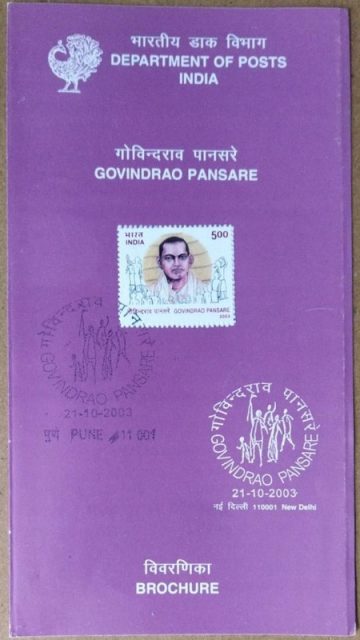 भारतीय डाक विभाग
DEPARTMENT OF POSTS
INDIA
गोविन्दराव पानसरे
GOVINDRAO PANSARE
भारत
INDIA
500
गोविन्दराव पानसरे GOVINDRAO PANSARE
2003
गोविन्दराव पानसरे
GOVINDRAO PANSARE
21-10-2003
पुणे PUNE 411 001
गोविन्दराव पानसरे
GOVINDRAO PANSARE
21-10-2003
नई दिल्ली 110001 New Delhi
विवरणिका
BROCHURE